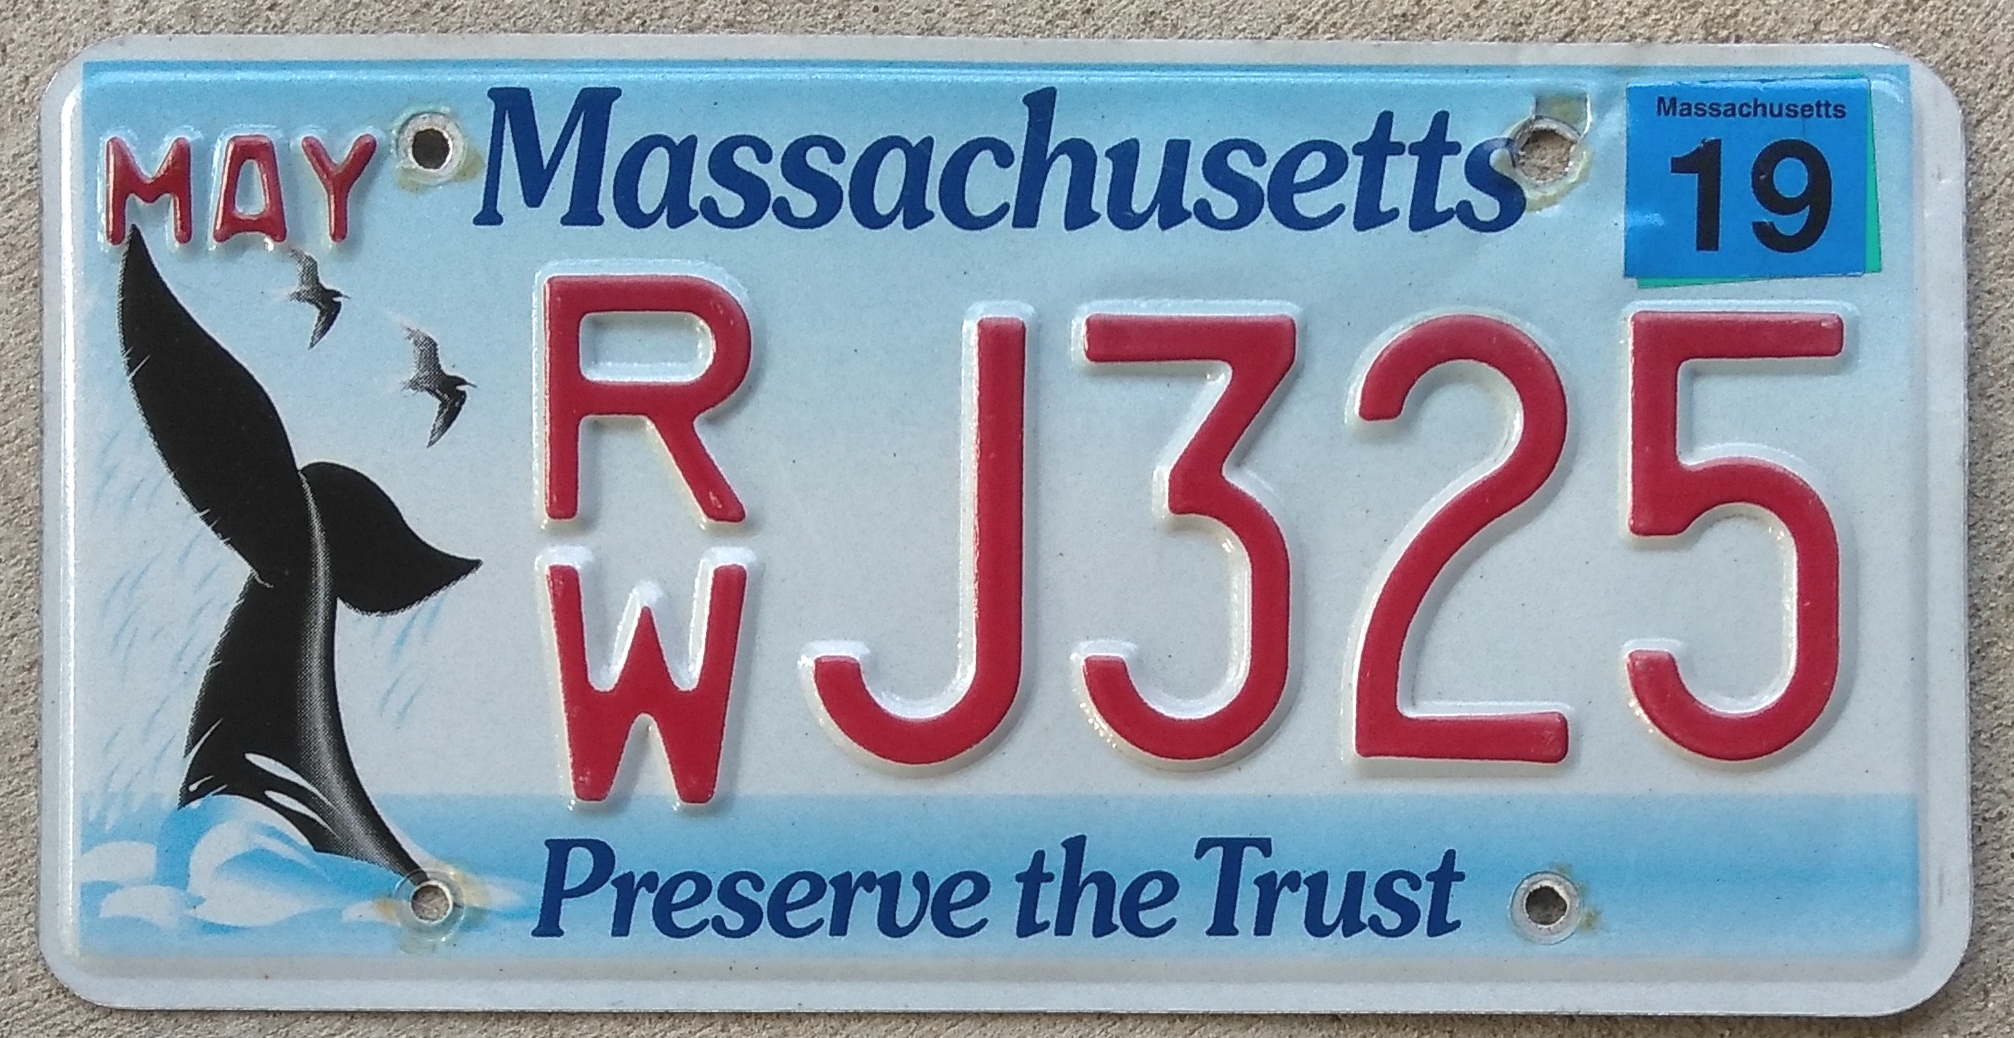 MAY
Massachusetts
Massachusetts
19
RW J325
Preserve the Trust